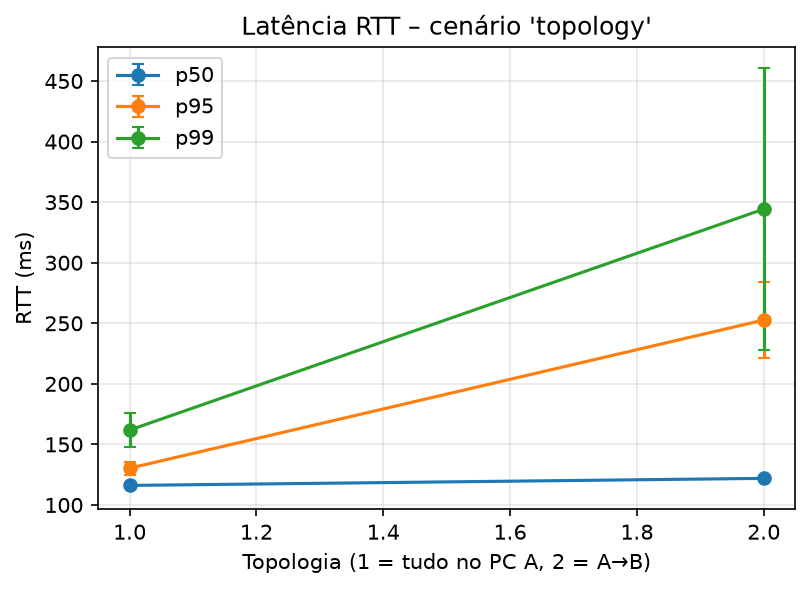 Latência RTT – cenário 'topology'
p50
p95
p99
RTT (ms)
450
400
350
300
250
200
150
100
1.0 1.2 1.4 1.6 1.8 2.0
Topologia (1 = tudo no PC A, 2 = A→B)